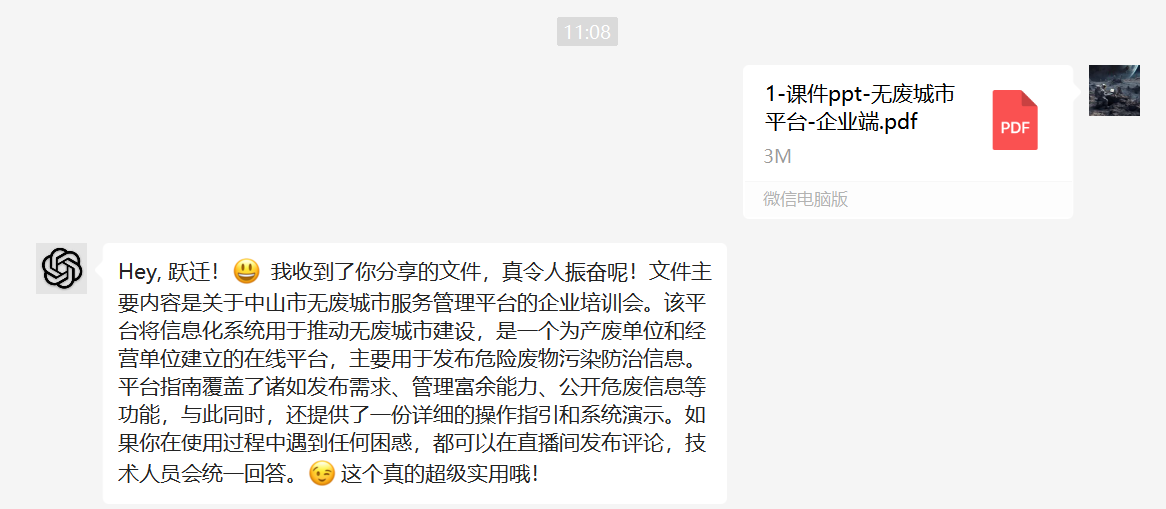 11:08
1-课件ppt-无废城市
平台-企业端.pdf
PDF
3M
微信电脑版
Hey, 跃迁！😃 我收到了你分享的文件，真令人振奋呢！文件主
要内容是关于中山市无废城市服务管理平台的企业培训会。该平
台将信息化系统用于推动无废城市建设，是一个为产废单位和经
营单位建立的在线平台，主要用于发布危险废物污染防治信息。
平台指南覆盖了诸如发布需求、管理富余能力、公开危废信息等
功能，与此同时，还提供了一份详细的操作指引和系统演示。如
果你在使用过程中遇到任何困惑，都可以在直播间发布评论，技
术人员会统一回答。😉 这个真的超级实用哦！